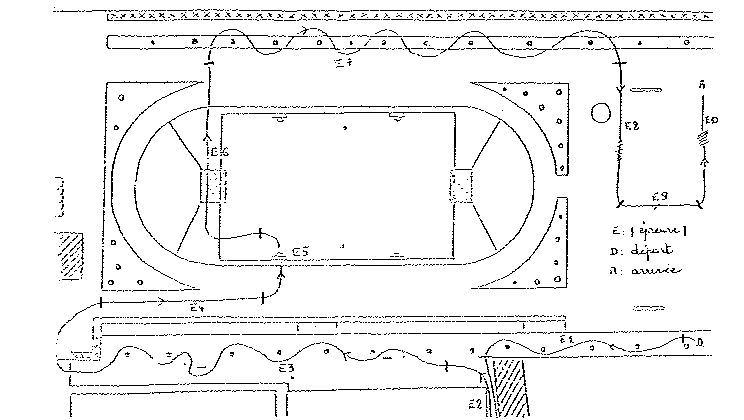 E7
A
E8
E10
E6
E9
E: [épreuve]
D: départ
A: arrivée
E5
E4
E1
D
E3
E2